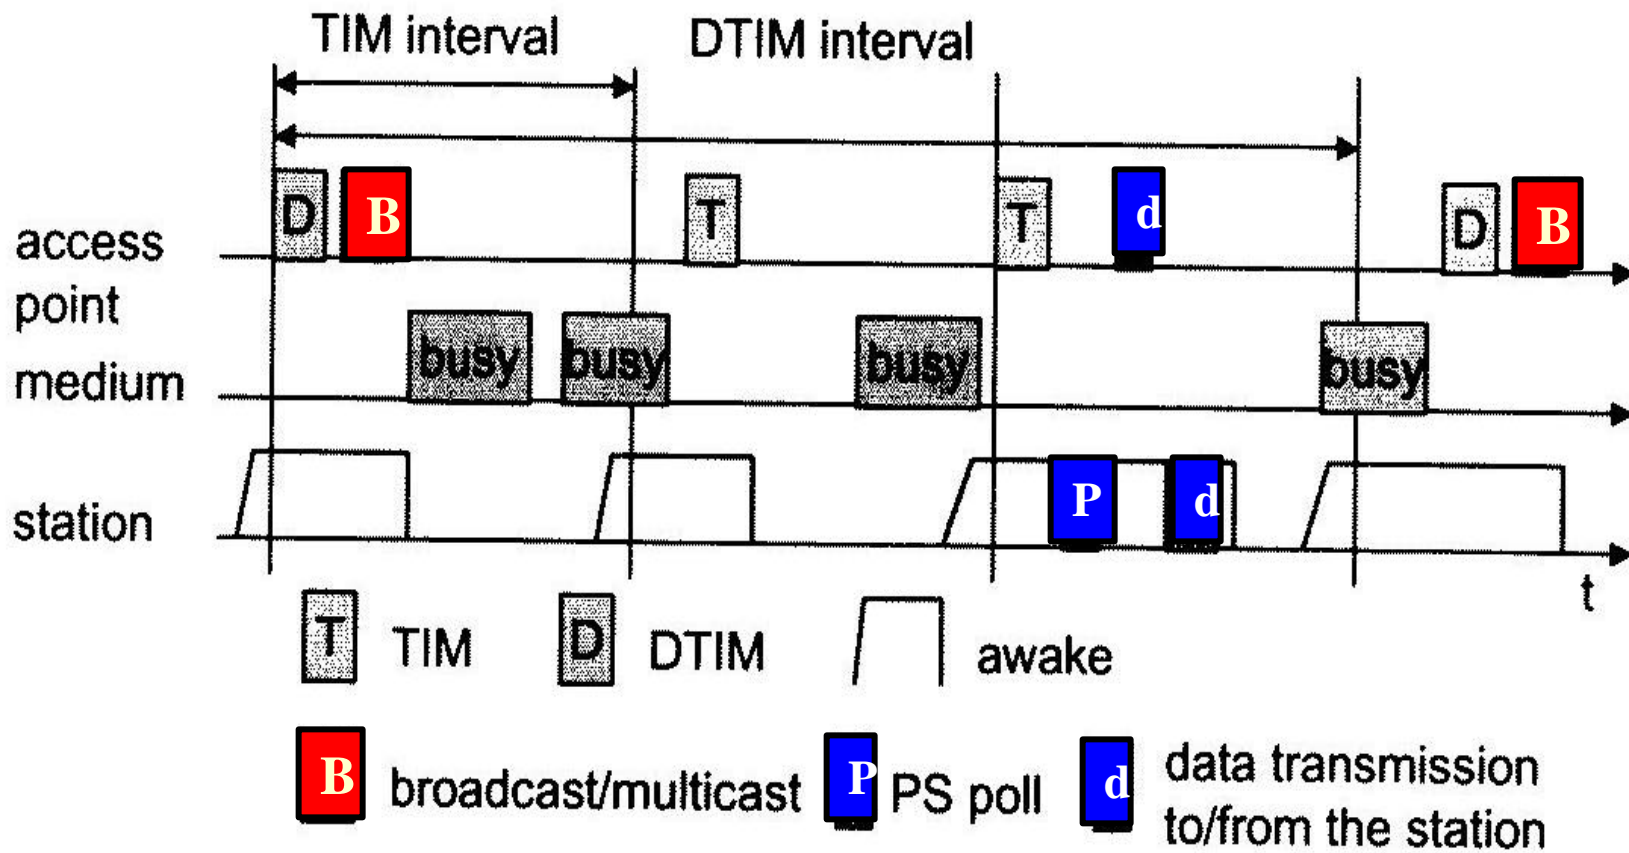 TIM interval DTIM interval
D B T T d D B
access
point
busy busy busy busy
medium
P d
station
t
T TIM D DTIM awake
B broadcast/multicast P PS poll d data transmission
to/from the station